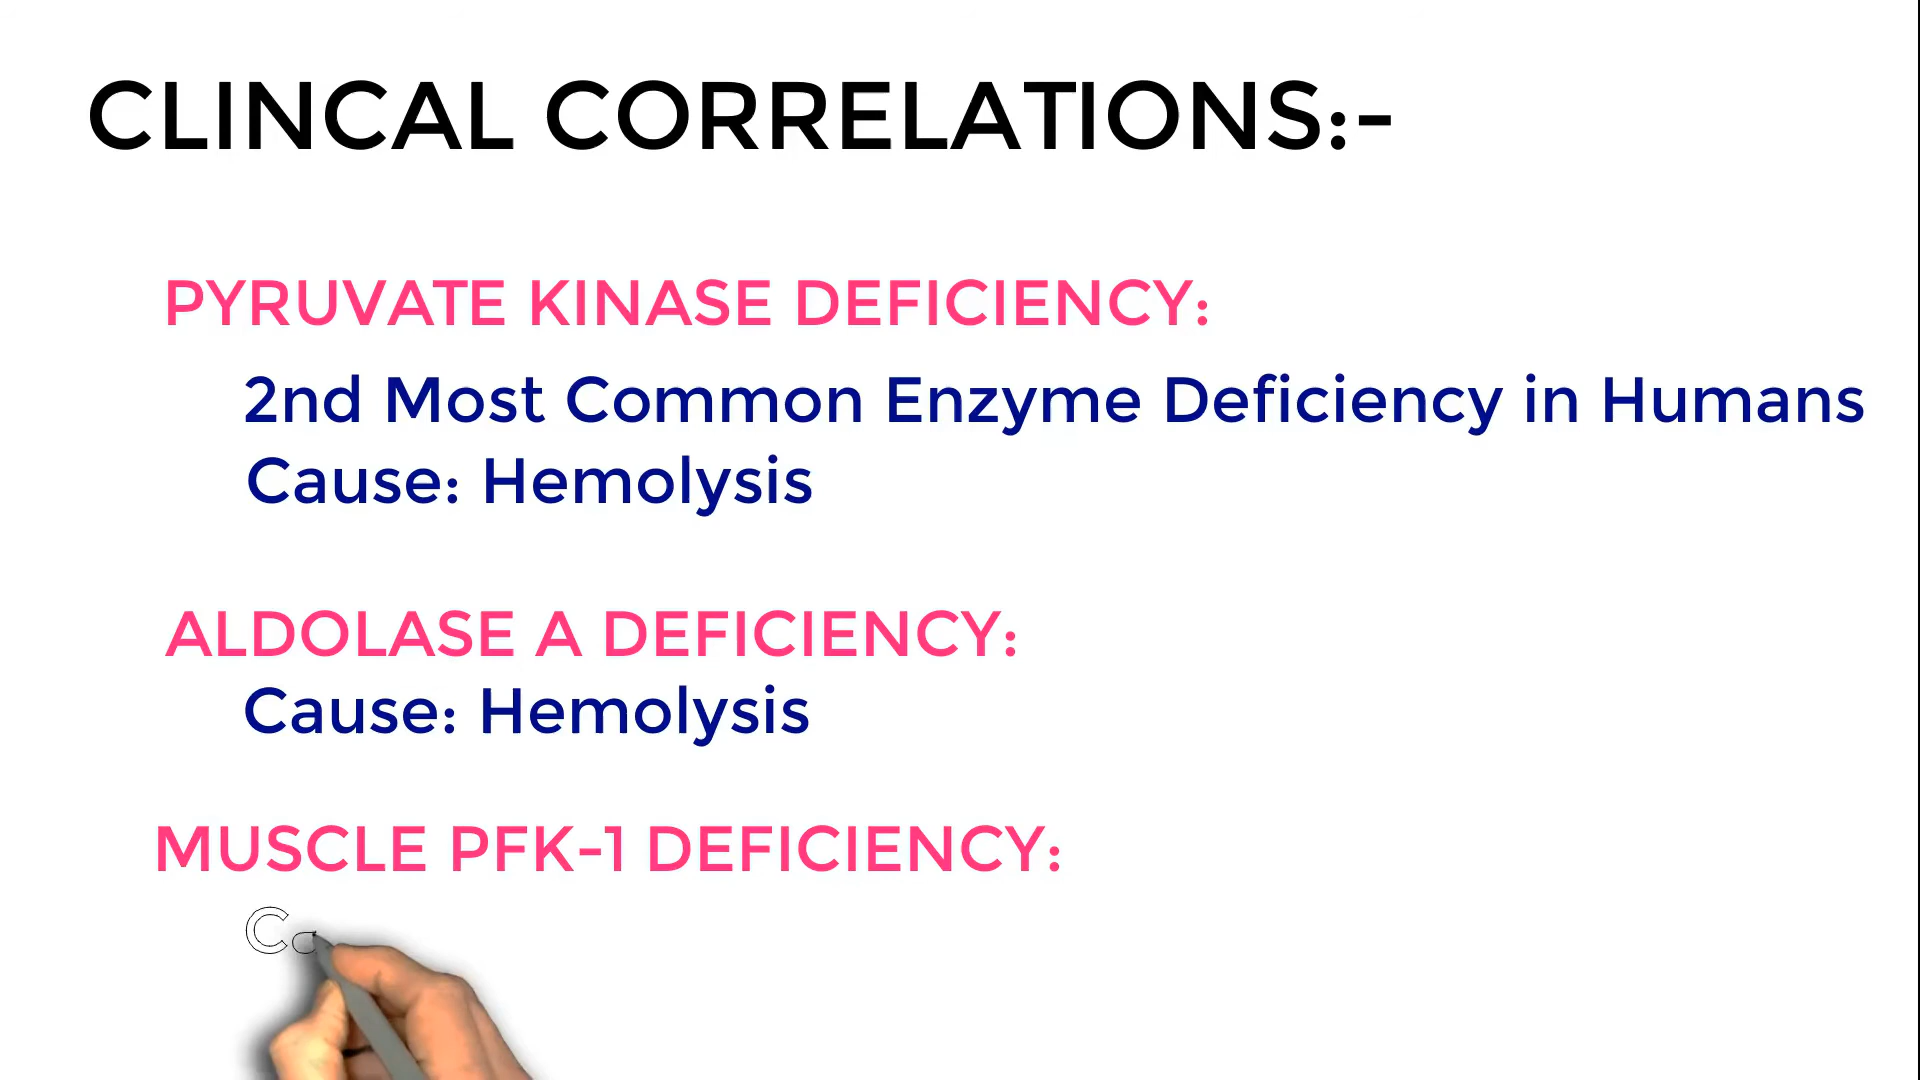 CLINCAL CORRELATIONS:-
PYRUVATE KINASE DEFICIENCY:
2nd Most Common Enzyme Deficiency in Humans
Cause: Hemolysis
ALDOLASE A DEFICIENCY:
Cause: Hemolysis
MUSCLE PFK-1 DEFICIENCY:
Ca